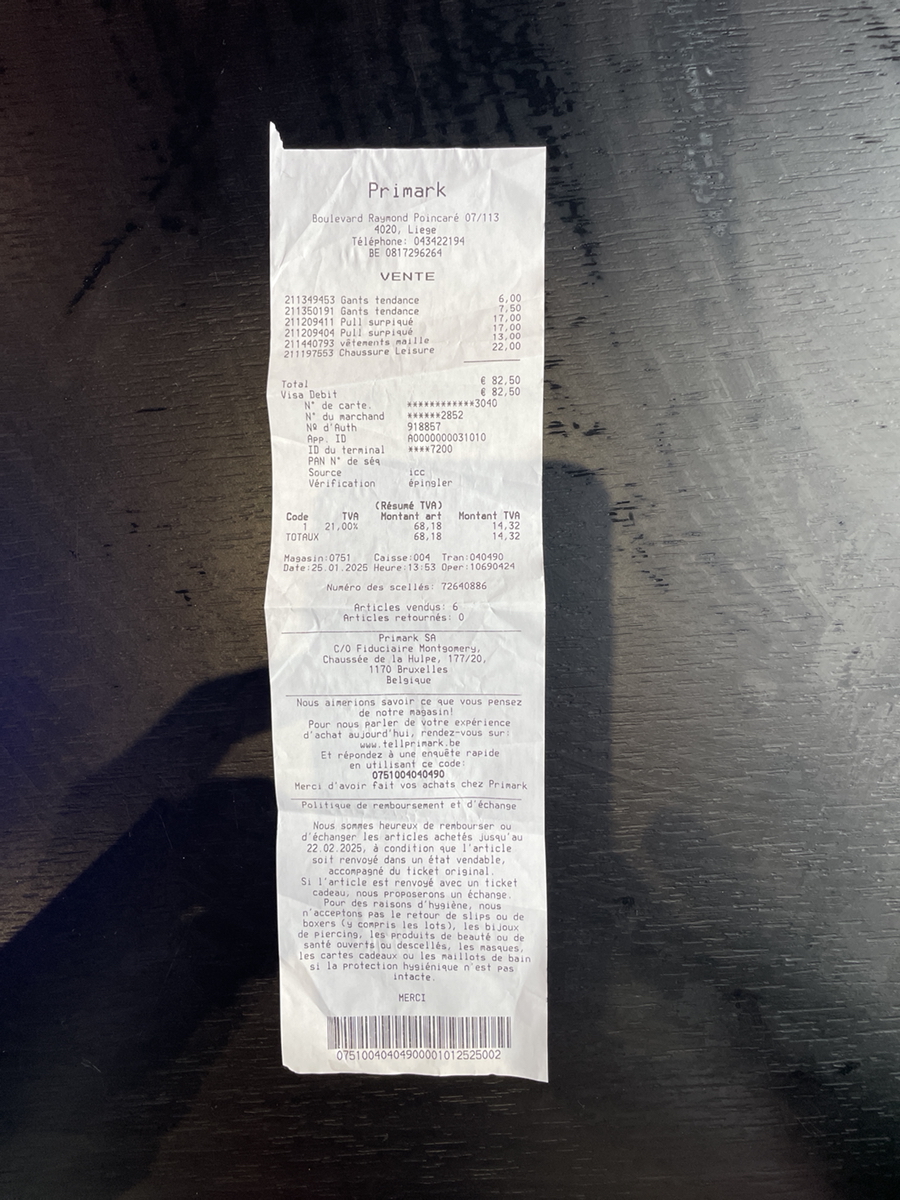 Primark
Boulevard Raymond Poincaré 07/113
4020, Liege
Téléphone: 043422194
BE 0817296264
VENTE
211349453 Gants tendance 6,00
211350191 Gants tendance 7,50
211209411 Pull surpiqué 17,00
211209404 Pull surpiqué 17,00
211440793 vêtements maille 13,00
211197553 Chaussure Leisure 22,00
Total € 82,50
Visa Debit € 82,50
N° de carte. ************3040
N° du marchand ******2852
Nº d'Auth 918857
App. ID A0000000031010
ID du terminal ****7200
PAN N° de séq
Source icc
Vérification épingler
(Résumé TVA)
Code TVA Montant art Montant TVA
1 21,00% 68,18 14,32
TOTAUX 68,18 14,32
Magasin:0751 Caisse:004 Tran:040490
Date:25.01.2025 Heure:13:53 Oper:10690424
Numéro des scellés: 72640886
Articles vendus: 6
Articles retournés: 0
Primark SA
C/O Fiduciaire Montgomery,
Chaussée de la Hulpe, 177/20,
1170 Bruxelles
Belgique
Nous aimerions savoir ce que vous pensez
de notre magasin!
Pour nous parler de votre expérience
d'achat aujourd'hui, rendez-vous sur:
www.tellprimark.be
Et répondez à une enquête rapide
en utilisant ce code:
0751004040490
Merci d'avoir fait vos achats chez Primark
Politique de remboursement et d'échange
Nous sommes heureux de rembourser ou
d'échanger les articles achetés jusqu'au
22.02.2025, à condition que l'article
soit renvoyé dans un état vendable,
accompagné du ticket original.
Si l'article est renvoyé avec un ticket
cadeau, nous proposerons un échange.
Pour des raisons d'hygiène, nous
n'acceptons pas le retour de slips ou de
boxers (y compris les lots), les bijoux
de piercing, les produits de beauté ou de
santé ouverts ou descellés, les masques,
les cartes cadeaux ou les maillots de bain
si la protection hygiénique n'est pas
intacte.
MERCI
07510040404900001012525002